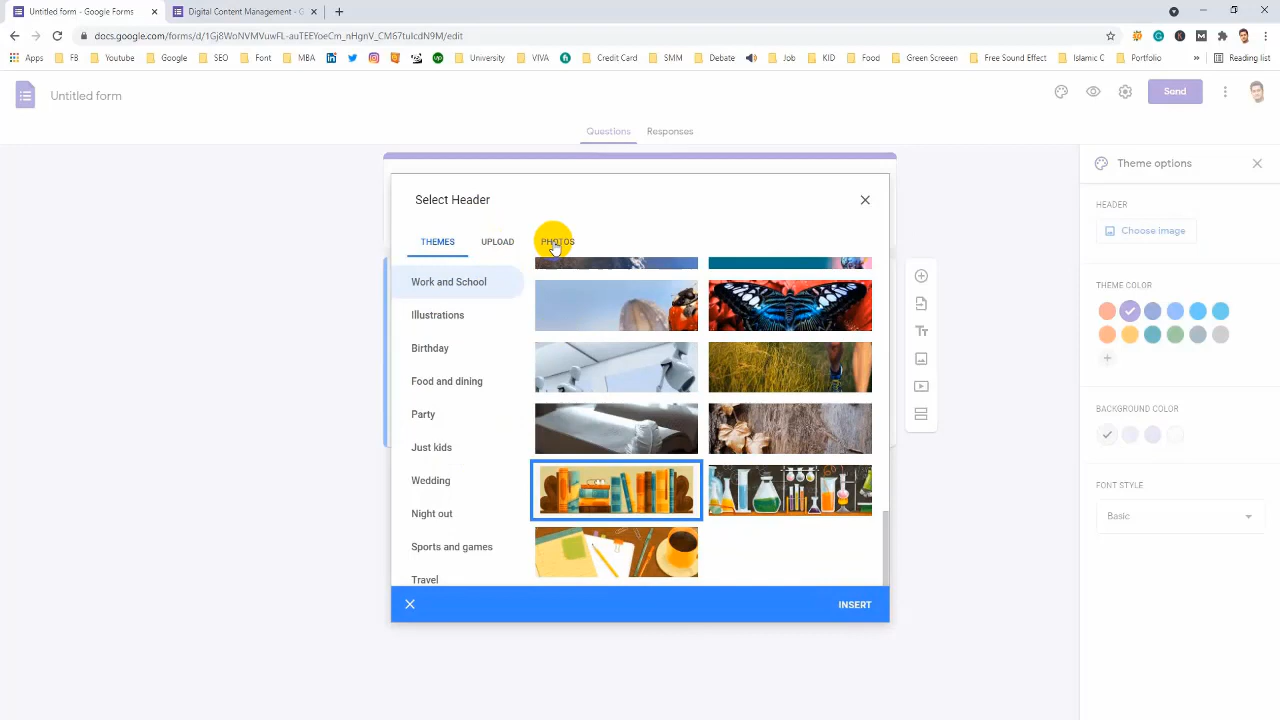 Untitled form - Google Forms
Digital Content Management - G
docs.google.com/forms/d/1Gj8WoNVMVuwFL-auTEEYoeCm_nHgnV_CM67tuIcdN9M/edit
Apps FB Youtube Google SEO Font MBA University VIVA Credit Card SMM Debate Job KID Food Green Screeen Free Sound Effect Islamic C Portfolio » Reading list
Untitled form
Send
Questions Responses
Theme options
Select Header
HEADER
Choose image
THEMES UPLOAD PHOTOS
Work and School
Illustrations
Birthday
Food and dining
Party
Just kids
Wedding
Night out
Sports and games
Travel
THEME COLOR
BACKGROUND COLOR
FONT STYLE
Basic
INSERT